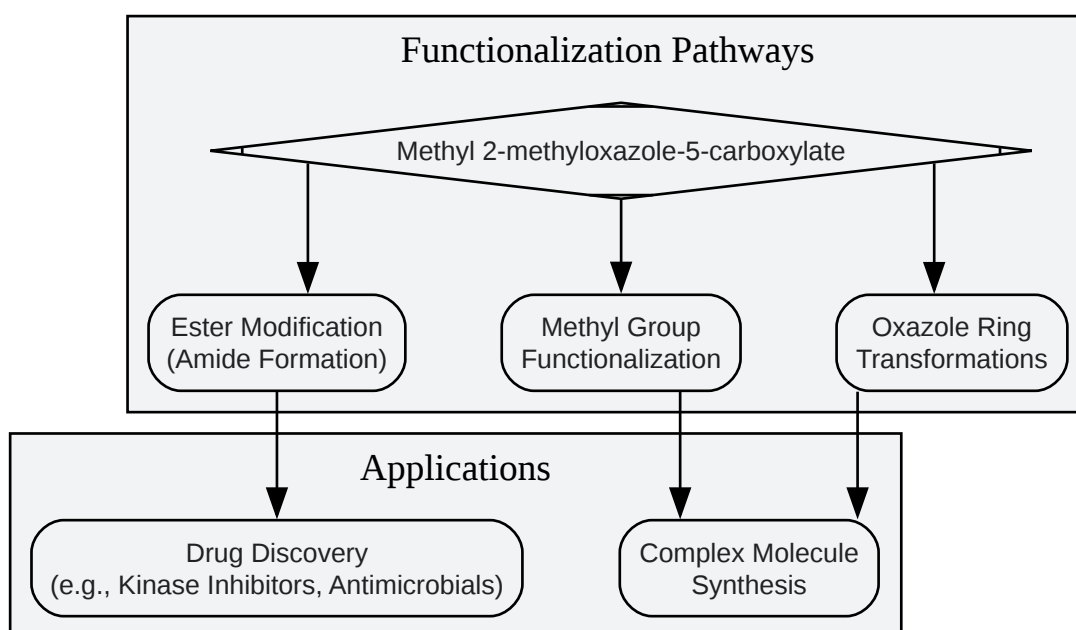 Functionalization Pathways
Methyl 2-methyloxazole-5-carboxylate
Ester Modification
(Amide Formation)
Methyl Group
Functionalization
Oxazole Ring
Transformations
Applications
Drug Discovery
(e.g., Kinase Inhibitors, Antimicrobials)
Complex Molecule
Synthesis